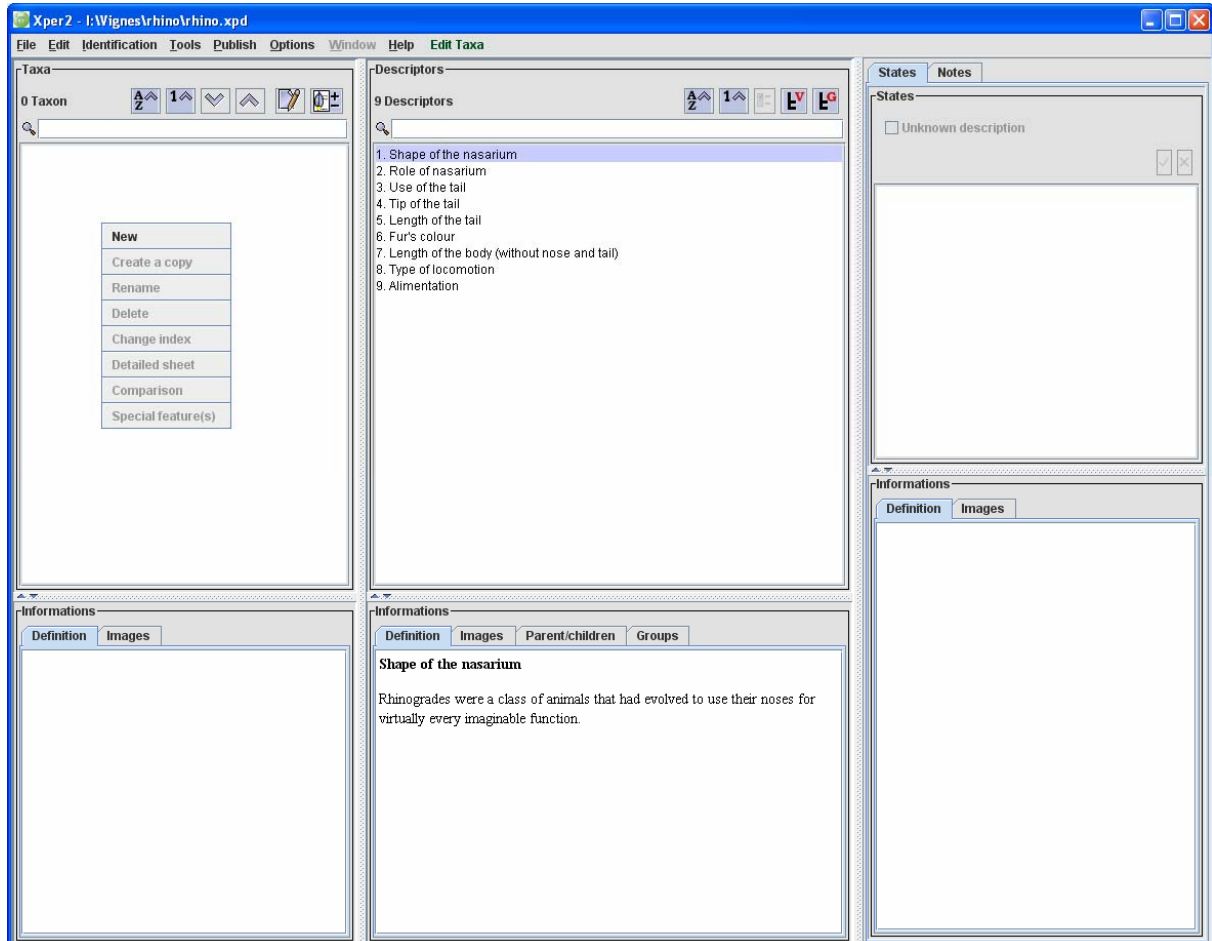 Xper2 - I:\Vignes\rhino\rhino.xpd
File Edit Identification Tools Publish Options Window Help Edit Taxa
Taxa
0 Taxon
New
Create a copy
Rename
Delete
Change index
Detailed sheet
Comparison
Special feature(s)
Informations
Definition Images
Descriptors
9 Descriptors
1. Shape of the nasarium
2. Role of nasarium
3. Use of the tail
4. Tip of the tail
5. Length of the tail
6. Fur's colour
7. Length of the body (without nose and tail)
8. Type of locomotion
9. Alimentation
Informations
Definition Images Parent/children Groups
Shape of the nasarium
Rhinogrades were a class of animals that had evolved to use their noses for
virtually every imaginable function.
States Notes
States
Unknown description
Informations
Definition Images